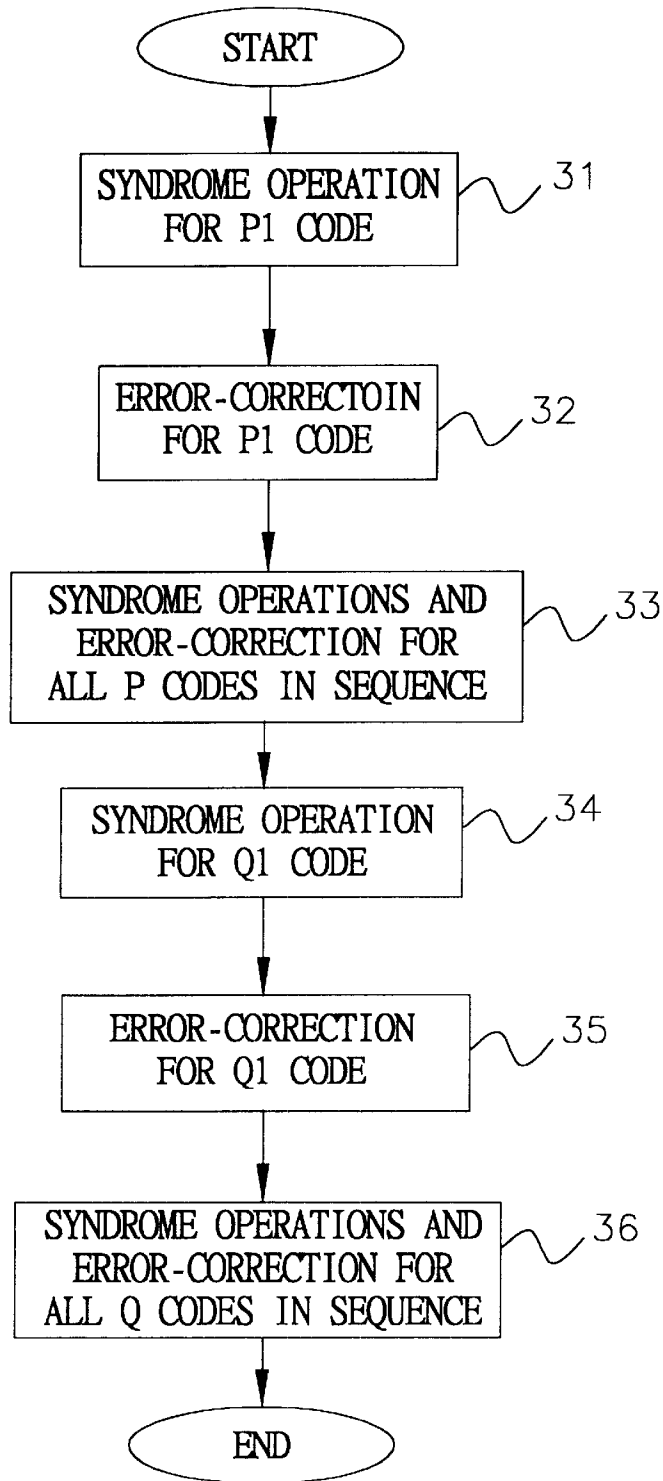 START
SYNDROME OPERATION
FOR P1 CODE
31
ERROR-CORRECTOIN
FOR P1 CODE
32
SYNDROME OPERATIONS AND
ERROR-CORRECTION FOR
ALL P CODES IN SEQUENCE
33
SYNDROME OPERATION
FOR Q1 CODE
34
ERROR-CORRECTION
FOR Q1 CODE
35
SYNDROME OPERATIONS AND
ERROR-CORRECTION FOR
ALL Q CODES IN SEQUENCE
36
END